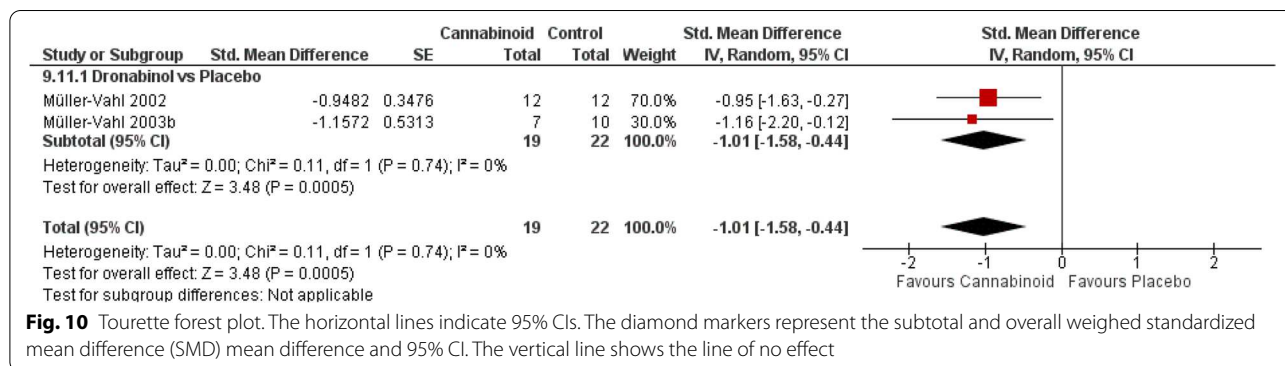 Cannabinoid Control Std. Mean Difference Std. Mean Difference
Study or Subgroup Std. Mean Difference SE Total Total Weight IV, Random, 95% CI IV, Random, 95% CI
9.11.1 Dronabinol vs Placebo
Müller-Vahl 2002 -0.9482 0.3476 12 12 70.0% -0.95 [-1.63, -0.27]
Müller-Vahl 2003b -1.1572 0.5313 7 10 30.0% -1.16 [-2.20, -0.12]
Subtotal (95% CI) 19 22 100.0% -1.01 [-1.58, -0.44]
Heterogeneity: Tau² = 0.00; Chi² = 0.11, df = 1 (P = 0.74); I² = 0%
Test for overall effect: Z = 3.48 (P = 0.0005)
Total (95% CI) 19 22 100.0% -1.01 [-1.58, -0.44]
Heterogeneity: Tau² = 0.00; Chi² = 0.11, df = 1 (P = 0.74); I² = 0%
Test for overall effect: Z = 3.48 (P = 0.0005)
Test for subgroup differences: Not applicable
-2 -1 0 1 2
Favours Cannabinoid Favours Placebo
Fig. 10 Tourette forest plot. The horizontal lines indicate 95% CIs. The diamond markers represent the subtotal and overall weighed standardized
mean difference (SMD) mean difference and 95% CI. The vertical line shows the line of no effect